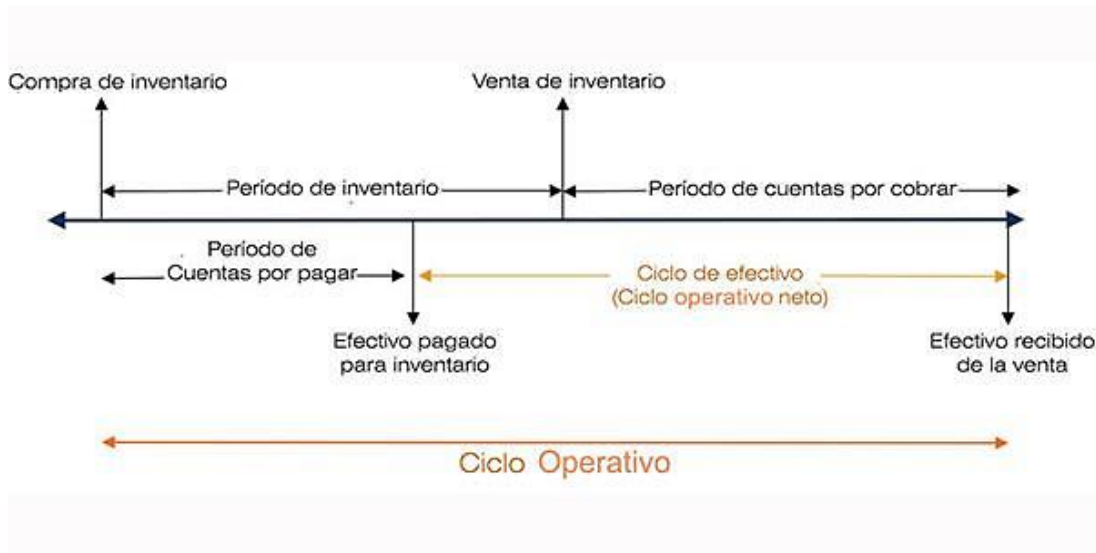 Compra de inventario
Venta de inventario
Período de inventario
Período de cuentas por cobrar
Período de
Cuentas por pagar
Ciclo de efectivo
(Ciclo operativo neto)
Efectivo pagado
para inventario
Efectivo recibido
de la venta
Ciclo Operativo